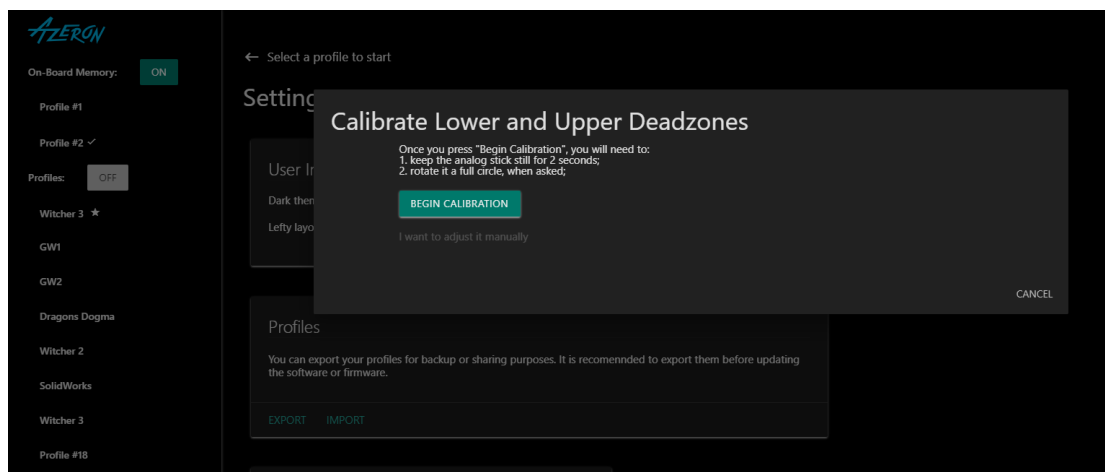 AZERON
On-Board Memory: ON
Profile #1
Profile #2
Profiles: OFF
Witcher 3
GW1
GW2
Dragons Dogma
Witcher 2
SolidWorks
Witcher 3
Profile #18
← Select a profile to start
Setting
User In
Dark then
Lefty layo
Calibrate Lower and Upper Deadzones
Once you press "Begin Calibration", you will need to:
1. keep the analog stick still for 2 seconds;
2. rotate it a full circle, when asked;
BEGIN CALIBRATION
I want to adjust it manually
CANCEL
Profiles
You can export your profiles for backup or sharing purposes. It is recomennded to export them before updating
the software or firmware.
EXPORT IMPORT